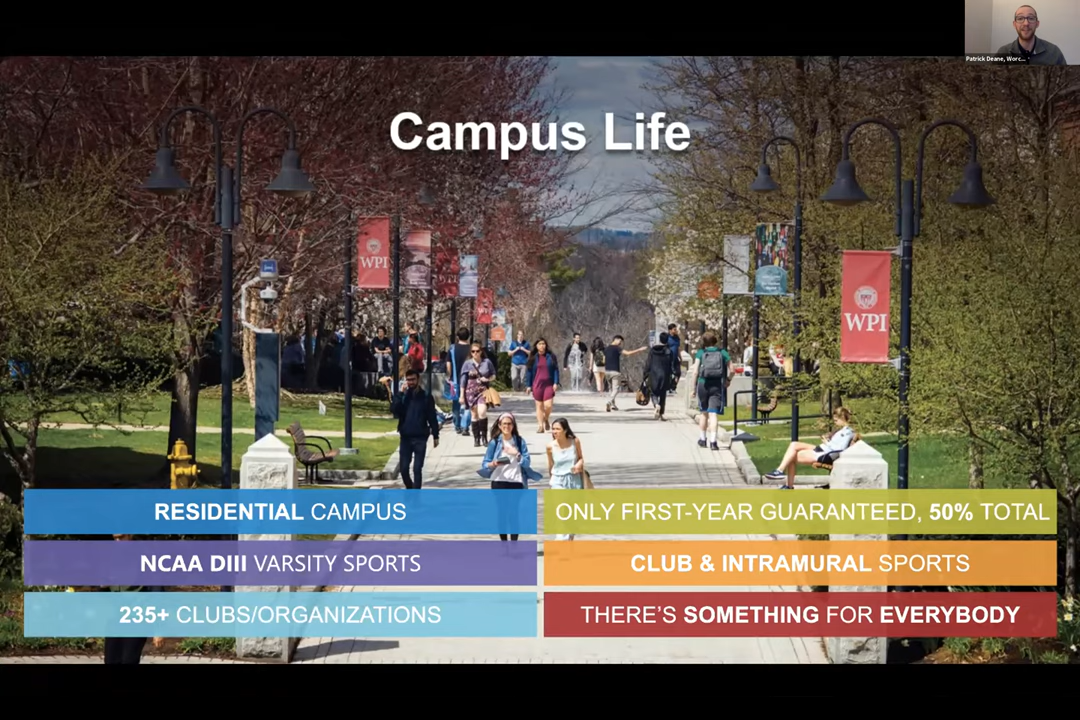 Patrick Deane, Worc...
Campus Life
WPI
WPI
WPI
RESIDENTIAL CAMPUS
ONLY FIRST-YEAR GUARANTEED, 50% TOTAL
NCAA DIII VARSITY SPORTS
CLUB & INTRAMURAL SPORTS
235+ CLUBS/ORGANIZATIONS
THERE'S SOMETHING FOR EVERYBODY